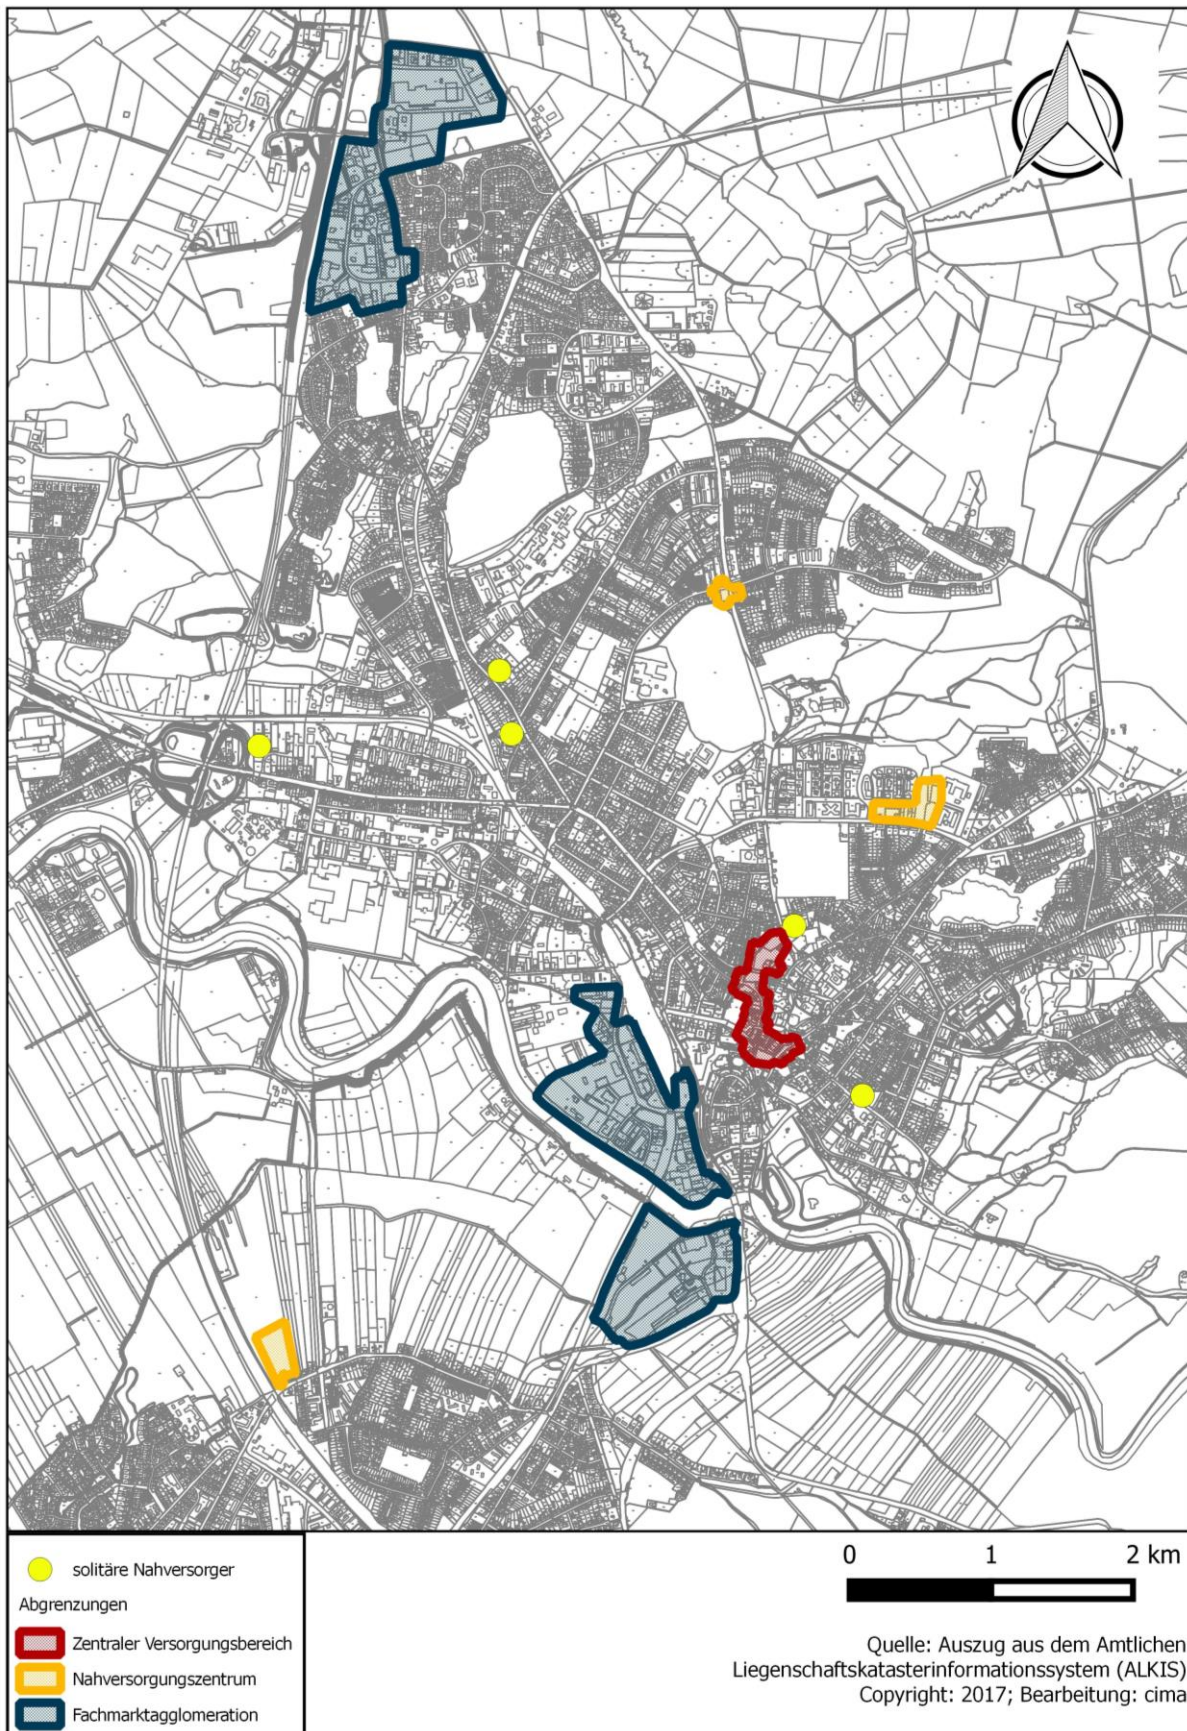 solitäre Nahversorger
Abgrenzungen
Zentraler Versorgungsbereich
Nahversorgungszentrum
Fachmarktagglomeration
0 1 2 km
Quelle: Auszug aus dem Amtlichen
Liegenschaftskatasterinformationssystem (ALKIS)
Copyright: 2017; Bearbeitung: cima